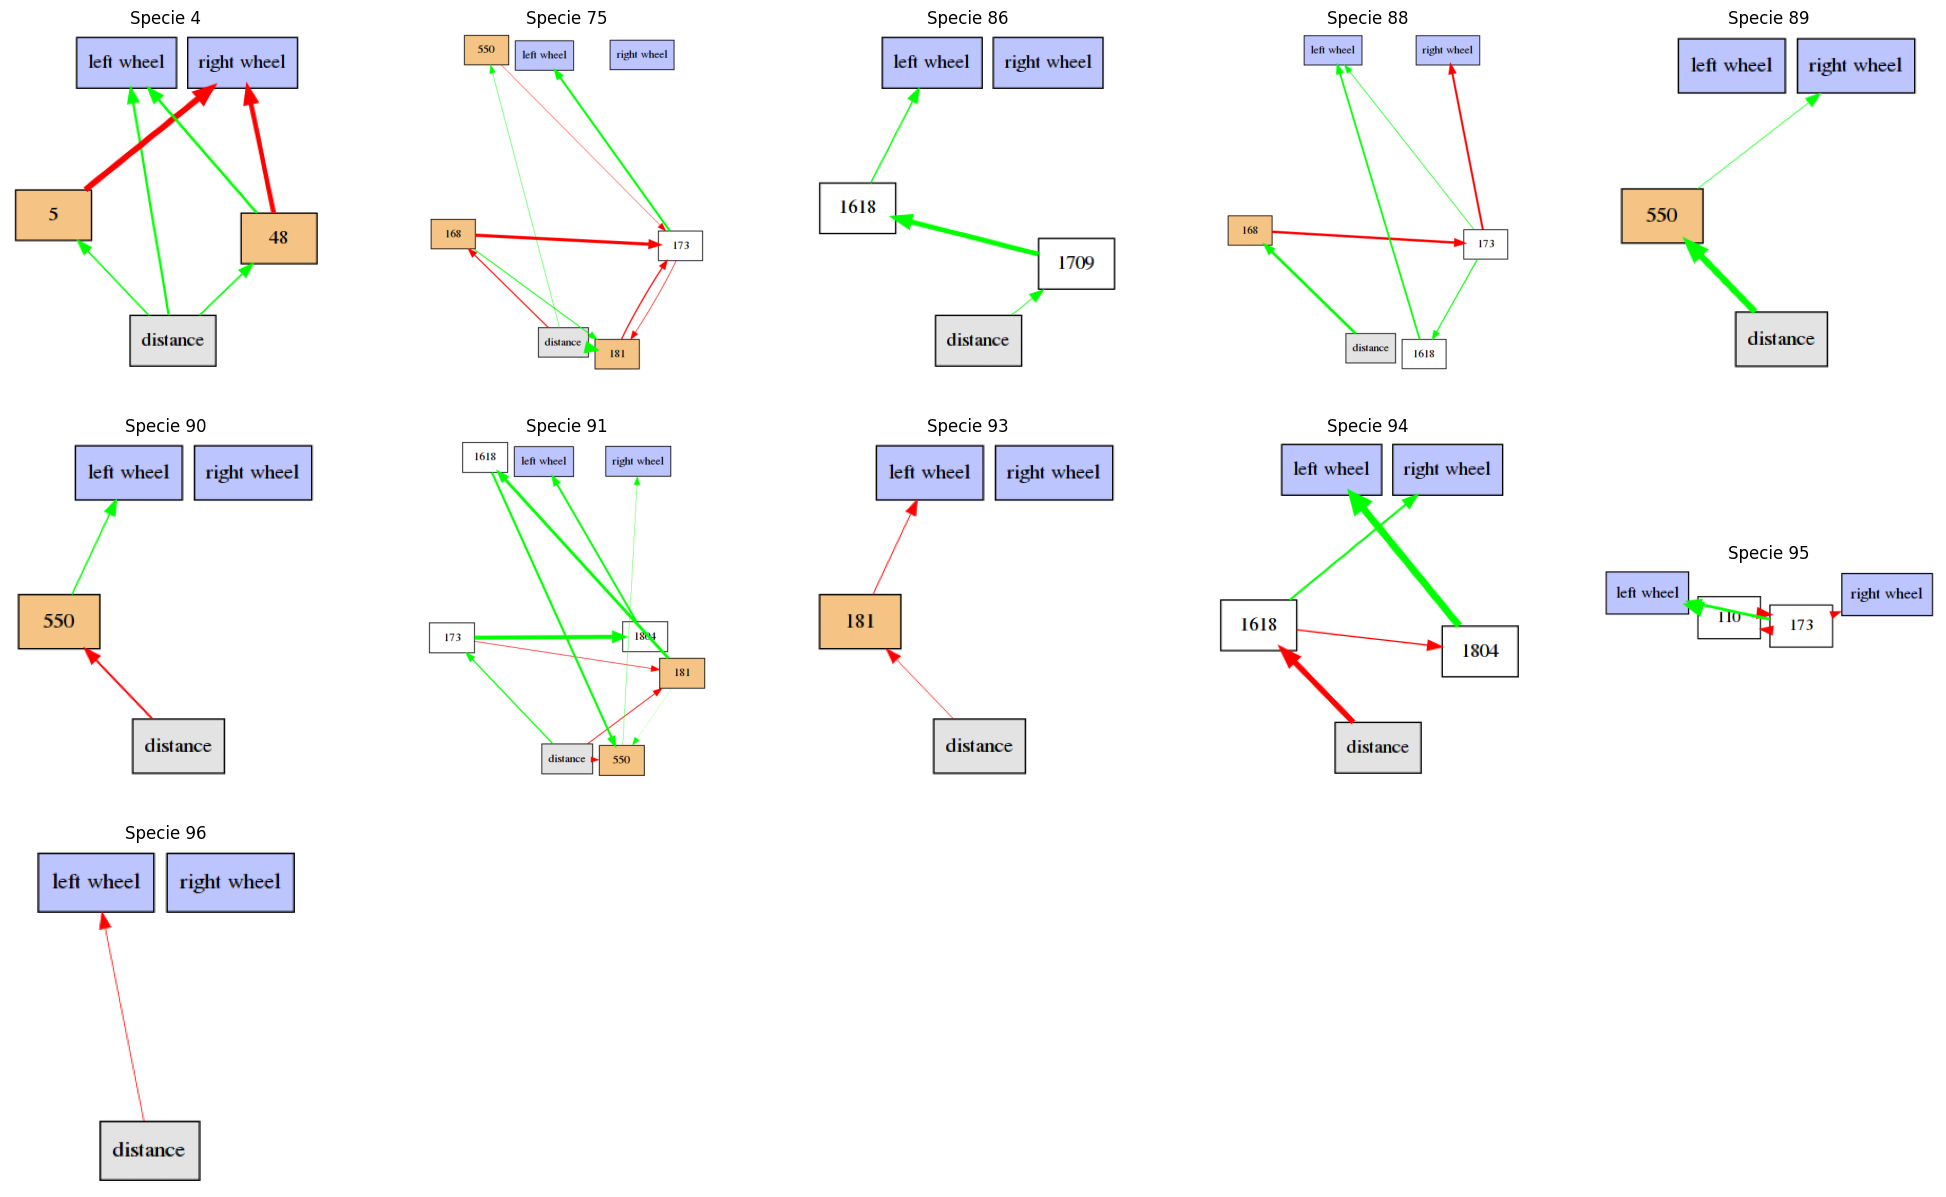 Specie 4
left wheel
right wheel
5
48
distance
Specie 75
550
left wheel
right wheel
168
173
distance
181
Specie 86
left wheel
right wheel
1618
1709
distance
Specie 88
left wheel
right wheel
168
173
distance
1618
Specie 89
left wheel
right wheel
550
distance
Specie 90
left wheel
right wheel
550
distance
Specie 91
1618
left wheel
right wheel
173
1804
181
distance
550
Specie 93
left wheel
right wheel
181
distance
Specie 94
left wheel
right wheel
1618
1804
distance
Specie 95
left wheel
110
173
right wheel
Specie 96
left wheel
right wheel
distance